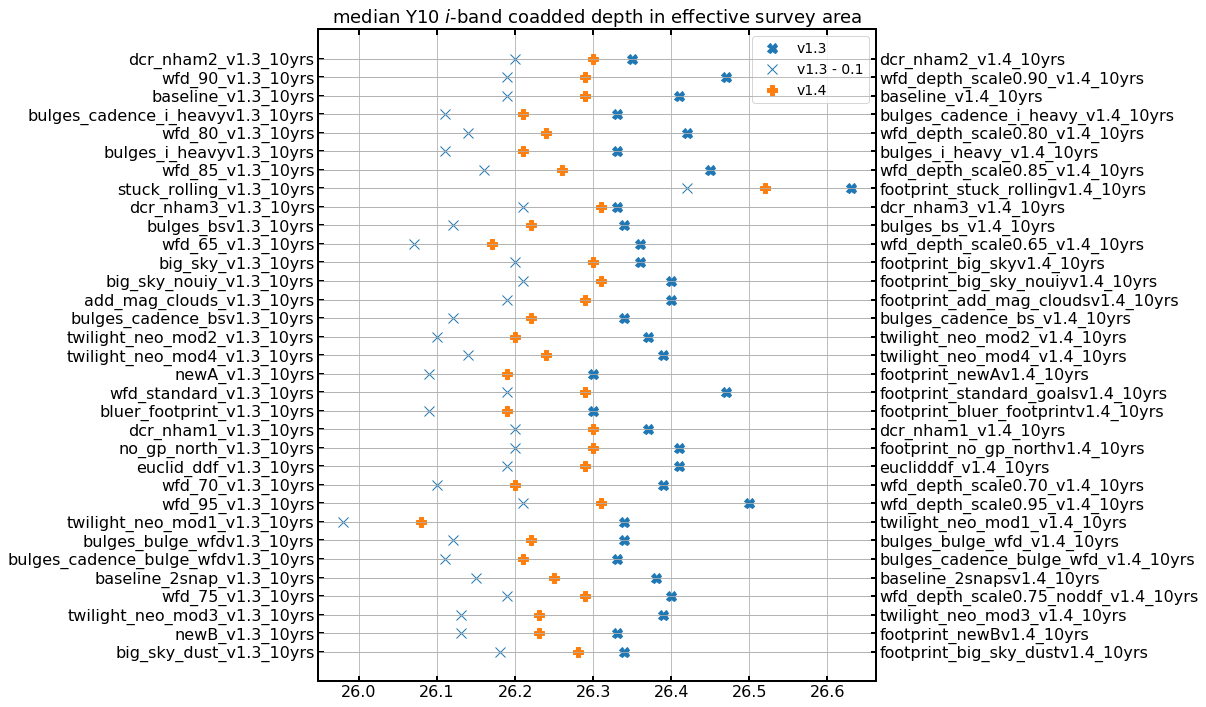 median Y10 i-band coadded depth in effective survey area
v1.3
v1.3 - 0.1
v1.4
dcr_nham2_v1.3_10yrs dcr_nham2_v1.4_10yrs
wfd_90_v1.3_10yrs wfd_depth_scale0.90_v1.4_10yrs
baseline_v1.3_10yrs baseline_v1.4_10yrs
bulges_cadence_i_heavyv1.3_10yrs bulges_cadence_i_heavy_v1.4_10yrs
wfd_80_v1.3_10yrs wfd_depth_scale0.80_v1.4_10yrs
bulges_i_heavyv1.3_10yrs bulges_i_heavy_v1.4_10yrs
wfd_85_v1.3_10yrs wfd_depth_scale0.85_v1.4_10yrs
stuck_rolling_v1.3_10yrs footprint_stuck_rollingv1.4_10yrs
dcr_nham3_v1.3_10yrs dcr_nham3_v1.4_10yrs
bulges_bsv1.3_10yrs bulges_bs_v1.4_10yrs
wfd_65_v1.3_10yrs wfd_depth_scale0.65_v1.4_10yrs
big_sky_v1.3_10yrs footprint_big_skyv1.4_10yrs
big_sky_nouiy_v1.3_10yrs footprint_big_sky_nouiyv1.4_10yrs
add_mag_clouds_v1.3_10yrs footprint_add_mag_cloudsv1.4_10yrs
bulges_cadence_bsv1.3_10yrs bulges_cadence_bs_v1.4_10yrs
twilight_neo_mod2_v1.3_10yrs twilight_neo_mod2_v1.4_10yrs
twilight_neo_mod4_v1.3_10yrs twilight_neo_mod4_v1.4_10yrs
newA_v1.3_10yrs footprint_newAv1.4_10yrs
wfd_standard_v1.3_10yrs footprint_standard_goalsv1.4_10yrs
bluer_footprint_v1.3_10yrs footprint_bluer_footprintv1.4_10yrs
dcr_nham1_v1.3_10yrs dcr_nham1_v1.4_10yrs
no_gp_north_v1.3_10yrs footprint_no_gp_northv1.4_10yrs
euclid_ddf_v1.3_10yrs euclidddf_v1.4_10yrs
wfd_70_v1.3_10yrs wfd_depth_scale0.70_v1.4_10yrs
wfd_95_v1.3_10yrs wfd_depth_scale0.95_v1.4_10yrs
twilight_neo_mod1_v1.3_10yrs twilight_neo_mod1_v1.4_10yrs
bulges_bulge_wfdv1.3_10yrs bulges_bulge_wfd_v1.4_10yrs
bulges_cadence_bulge_wfdv1.3_10yrs bulges_cadence_bulge_wfd_v1.4_10yrs
baseline_2snap_v1.3_10yrs baseline_2snapsv1.4_10yrs
wfd_75_v1.3_10yrs wfd_depth_scale0.75_noddf_v1.4_10yrs
twilight_neo_mod3_v1.3_10yrs twilight_neo_mod3_v1.4_10yrs
newB_v1.3_10yrs footprint_newBv1.4_10yrs
big_sky_dust_v1.3_10yrs footprint_big_sky_dustv1.4_10yrs
26.0 26.1 26.2 26.3 26.4 26.5 26.6